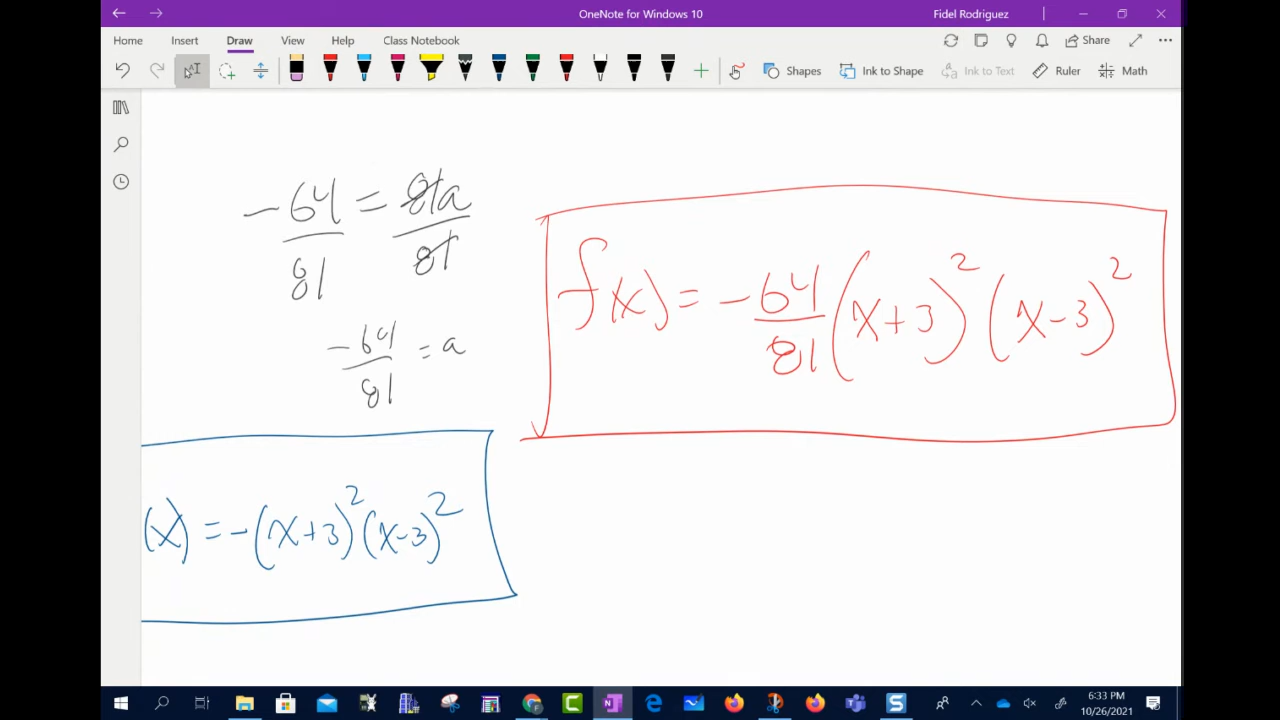 OneNote for Windows 10
Fidel Rodriguez
Home Insert Draw View Help Class Notebook
Share
Shapes Ink to Shape Ink to Text Ruler Math
-64/81 = 81a/81
-64/81 = a
f(x) = -64/81 (x+3)² (x-3)²
(x) = -(x+3)² (x-3)²
6:33 PM
10/26/2021